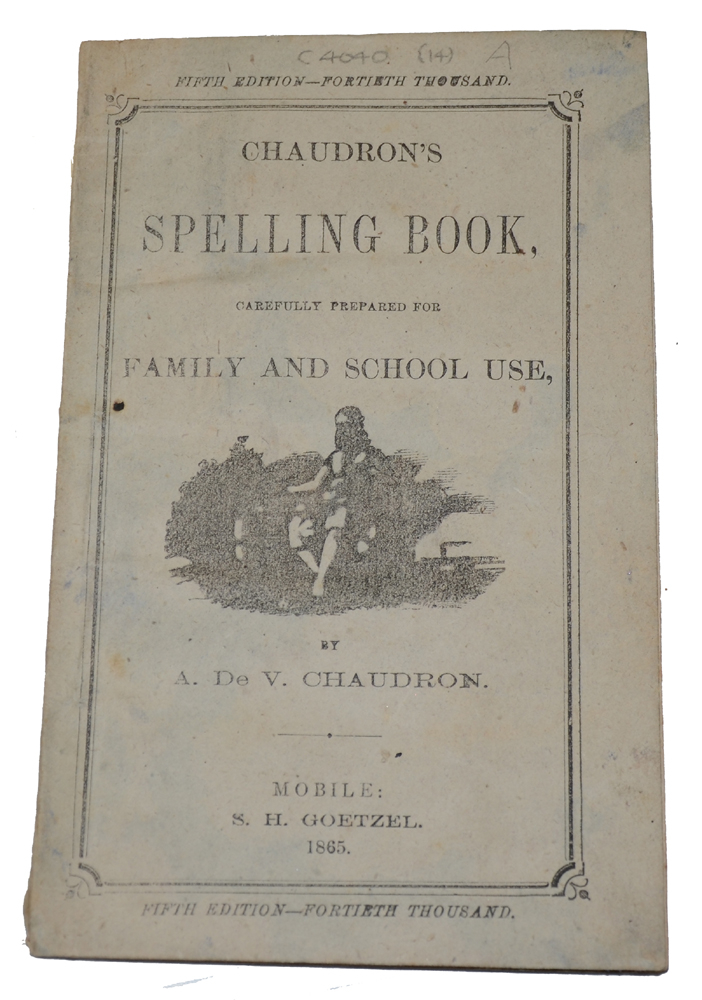 C4040. (14) A
FIFTH EDITION—FORTIETH THOUSAND.
CHAUDRON'S
SPELLING BOOK,
CAREFULLY PREPARED FOR
FAMILY AND SCHOOL USE,
BY
A. De V. CHAUDRON.
MOBILE:
S. H. GOETZEL.
1865.
FIFTH EDITION—FORTIETH THOUSAND.